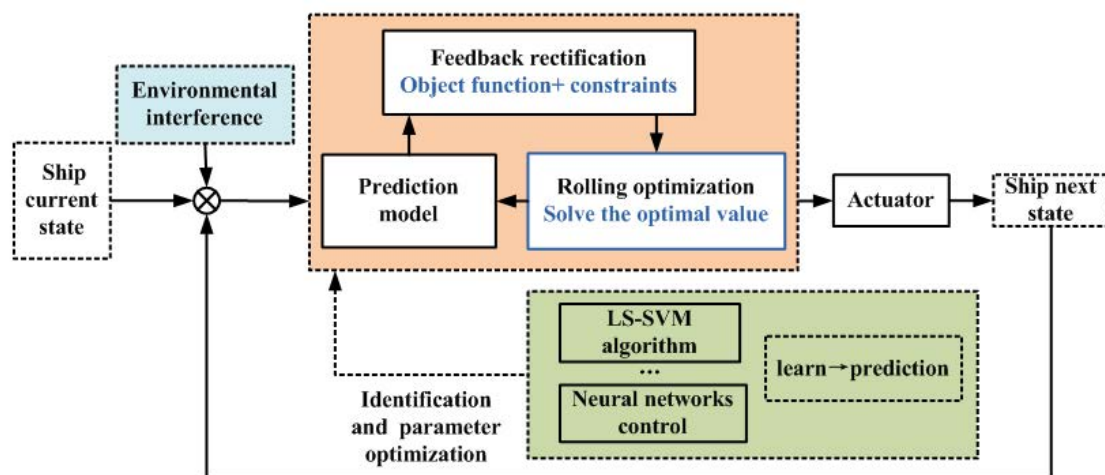 Feedback rectification
Object function+ constraints
Environmental
interference
Ship
current
state
Prediction
model
Rolling optimization
Solve the optimal value
Actuator
Ship next
state
LS-SVM
algorithm
...
Neural networks
control
learn→prediction
Identification
and parameter
optimization